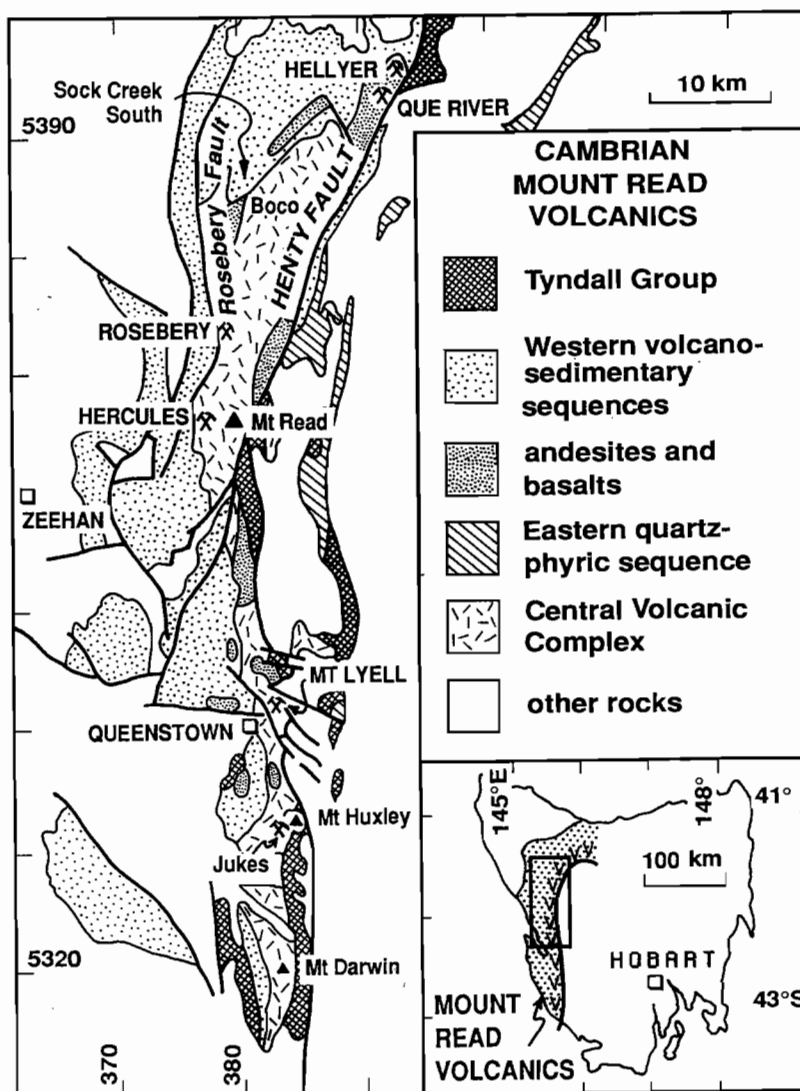 HELLYER
Sock Creek
South
10 km
QUE RIVER
5390
Rosebery Fault
HENTY FAULT
Boco
CAMBRIAN
MOUNT READ
VOLCANICS
Tyndall Group
Western volcano-
sedimentary
sequences
andesites and
basalts
Eastern quartz-
phyric sequence
Central Volcanic
Complex
other rocks
ROSEBERY
HERCULES
Mt Read
ZEEHAN
MT LYELL
QUEENSTOWN
Mt Huxley
Jukes
5320
Mt Darwin
370
380
145°E
148°
41°
100 km
HOBART
43°S
MOUNT
READ
VOLCANICS